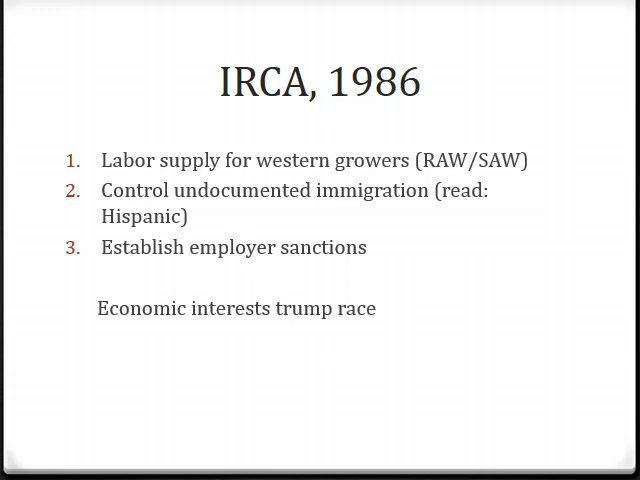 IRCA, 1986
1. Labor supply for western growers (RAW/SAW)
2. Control undocumented immigration (read:
Hispanic)
3. Establish employer sanctions
Economic interests trump race